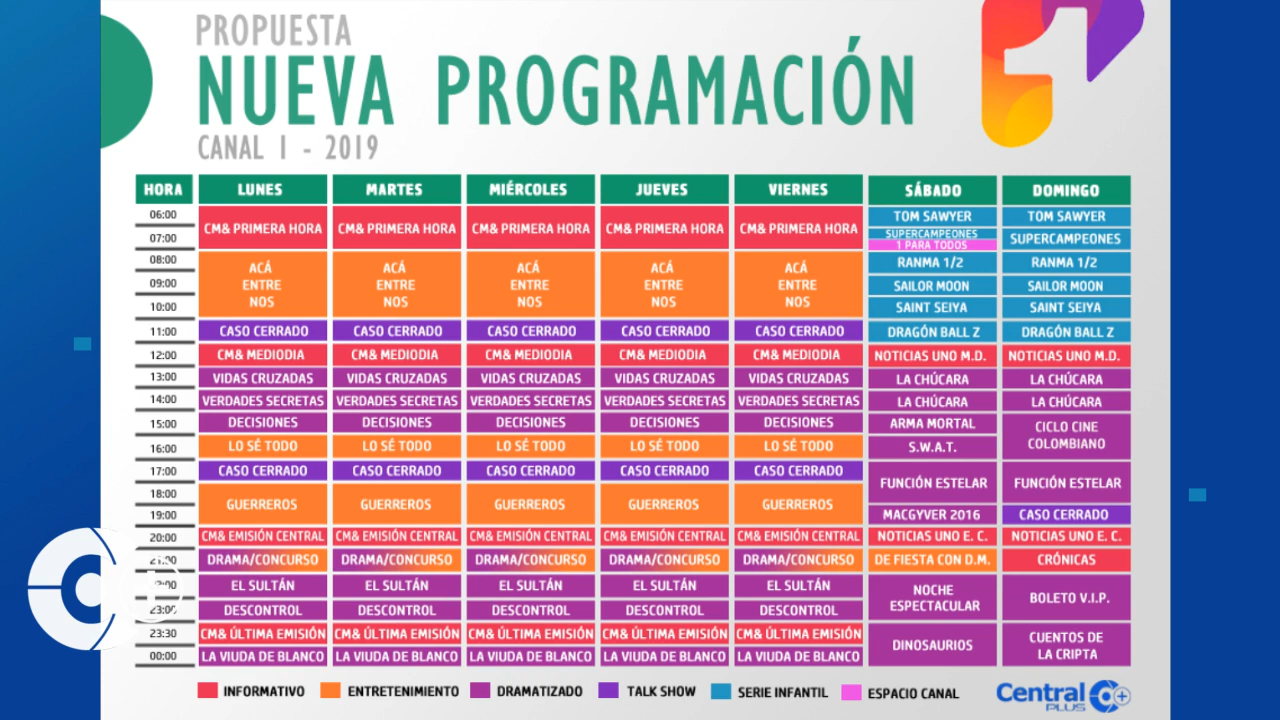 PROPUESTA
NUEVA PROGRAMACIÓN
CANAL 1 - 2019
HORA LUNES MARTES MIÉRCOLES JUEVES VIERNES SÁBADO DOMINGO
06:00 TOM SAWYER TOM SAWYER
CM& PRIMERA HORA CM& PRIMERA HORA CM& PRIMERA HORA CM& PRIMERA HORA CM& PRIMERA HORA
SUPERCAMPEONES
07:00 SUPERCAMPEONES
1 PARA TODOS
08:00 RANMA 1/2 RANMA 1/2
ACÁ ACÁ ACÁ ACÁ ACÁ
09:00 ENTRE ENTRE ENTRE ENTRE ENTRE SAILOR MOON SAILOR MOON
NOS NOS NOS NOS NOS
10:00 SAINT SEIYA SAINT SEIYA
11:00 CASO CERRADO CASO CERRADO CASO CERRADO CASO CERRADO CASO CERRADO DRAGÓN BALL Z DRAGÓN BALL Z
12:00 CM& MEDIODIA CM& MEDIODIA CM& MEDIODIA CM& MEDIODIA CM& MEDIODIA NOTICIAS UNO M.D. NOTICIAS UNO M.D.
13:00 VIDAS CRUZADAS VIDAS CRUZADAS VIDAS CRUZADAS VIDAS CRUZADAS VIDAS CRUZADAS LA CHÚCARA LA CHÚCARA
14:00 VERDADES SECRETAS VERDADES SECRETAS VERDADES SECRETAS VERDADES SECRETAS VERDADES SECRETAS LA CHÚCARA LA CHÚCARA
15:00 DECISIONES DECISIONES DECISIONES DECISIONES DECISIONES ARMA MORTAL CICLO CINE
16:00 LO SÉ TODO LO SÉ TODO LO SÉ TODO LO SÉ TODO LO SÉ TODO S.W.A.T. COLOMBIANO
17:00 CASO CERRADO CASO CERRADO CASO CERRADO CASO CERRADO CASO CERRADO
FUNCIÓN ESTELAR FUNCIÓN ESTELAR
18:00
GUERREROS GUERREROS GUERREROS GUERREROS GUERREROS
19:00 MACGYVER 2016 CASO CERRADO
20:00 CM& EMISIÓN CENTRAL CM& EMISIÓN CENTRAL CM& EMISIÓN CENTRAL CM& EMISIÓN CENTRAL CM& EMISIÓN CENTRAL NOTICIAS UNO E. C. NOTICIAS UNO E. C.
21:00 DRAMA/CONCURSO DRAMA/CONCURSO DRAMA/CONCURSO DRAMA/CONCURSO DRAMA/CONCURSO DE FIESTA CON D.M. CRÓNICAS
22:00 EL SULTÁN EL SULTÁN EL SULTÁN EL SULTÁN EL SULTÁN NOCHE
BOLETO V.I.P.
ESPECTACULAR
23:00 DESCONTROL DESCONTROL DESCONTROL DESCONTROL DESCONTROL
23:30 CM& ÚLTIMA EMISIÓN CM& ÚLTIMA EMISIÓN CM& ÚLTIMA EMISIÓN CM& ÚLTIMA EMISIÓN CM& ÚLTIMA EMISIÓN CUENTOS DE
DINOSAURIOS
00:00 LA VIUDA DE BLANCO LA VIUDA DE BLANCO LA VIUDA DE BLANCO LA VIUDA DE BLANCO LA VIUDA DE BLANCO LA CRIPTA
INFORMATIVO ENTRETENIMIENTO DRAMATIZADO TALK SHOW SERIE INFANTIL ESPACIO CANAL
Central
PLUS